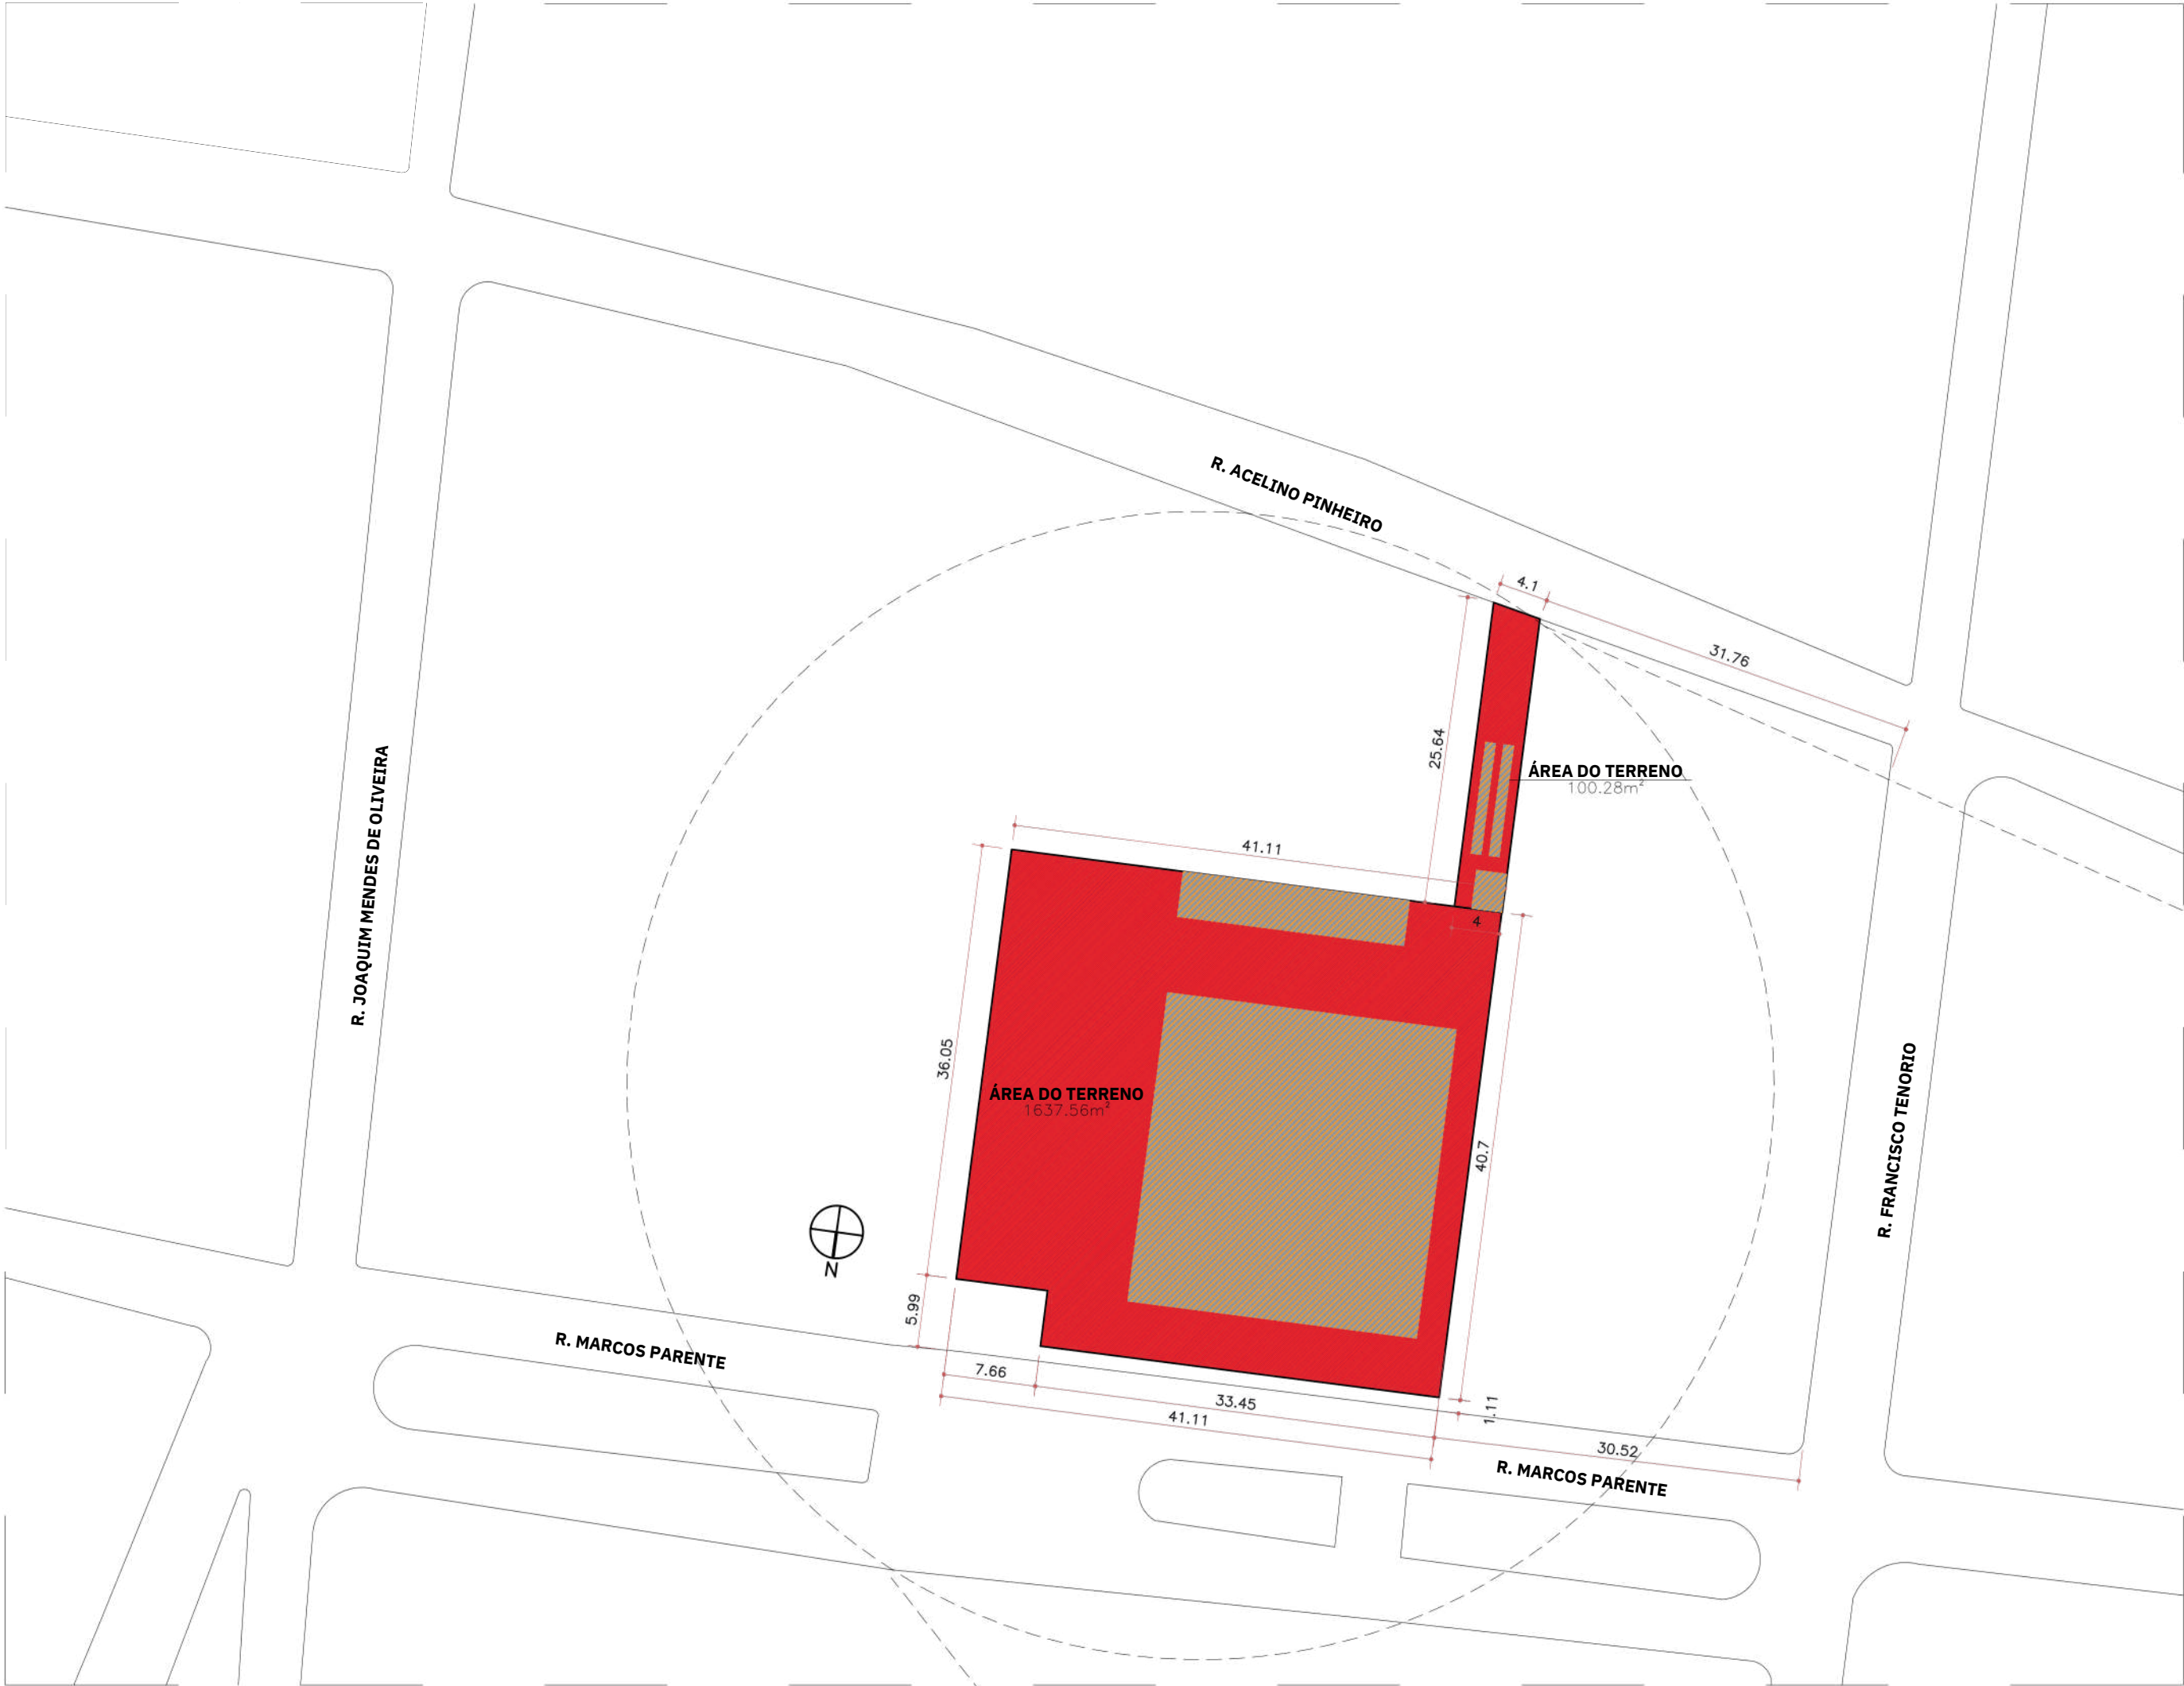 R. ACELINO PINHEIRO
4.1
31.76
25.64
ÁREA DO TERRENO
100.28m²
41.11
4
R. JOAQUIM MENDES DE OLIVEIRA
36.05
ÁREA DO TERRENO
1637.56m²
40.7
R. FRANCISCO TENORIO
N
5.99
R. MARCOS PARENTE
7.66
33.45
41.11
1.11
30.52
R. MARCOS PARENTE